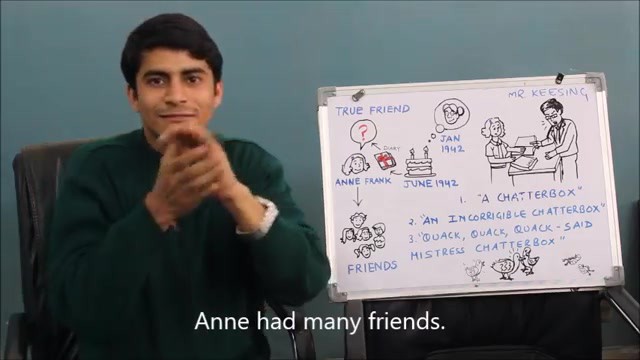 TRUE FRIEND
MR. KEESING
?
DIARY
JAN
1942
ANNE FRANK
JUNE 1942
FRIENDS
1. "A CHATTERBOX"
2. "AN INCORRIGIBLE CHATTERBOX"
3. "QUACK, QUACK, QUACK - SAID
MISTRESS CHATTERBOX"
Anne had many friends.